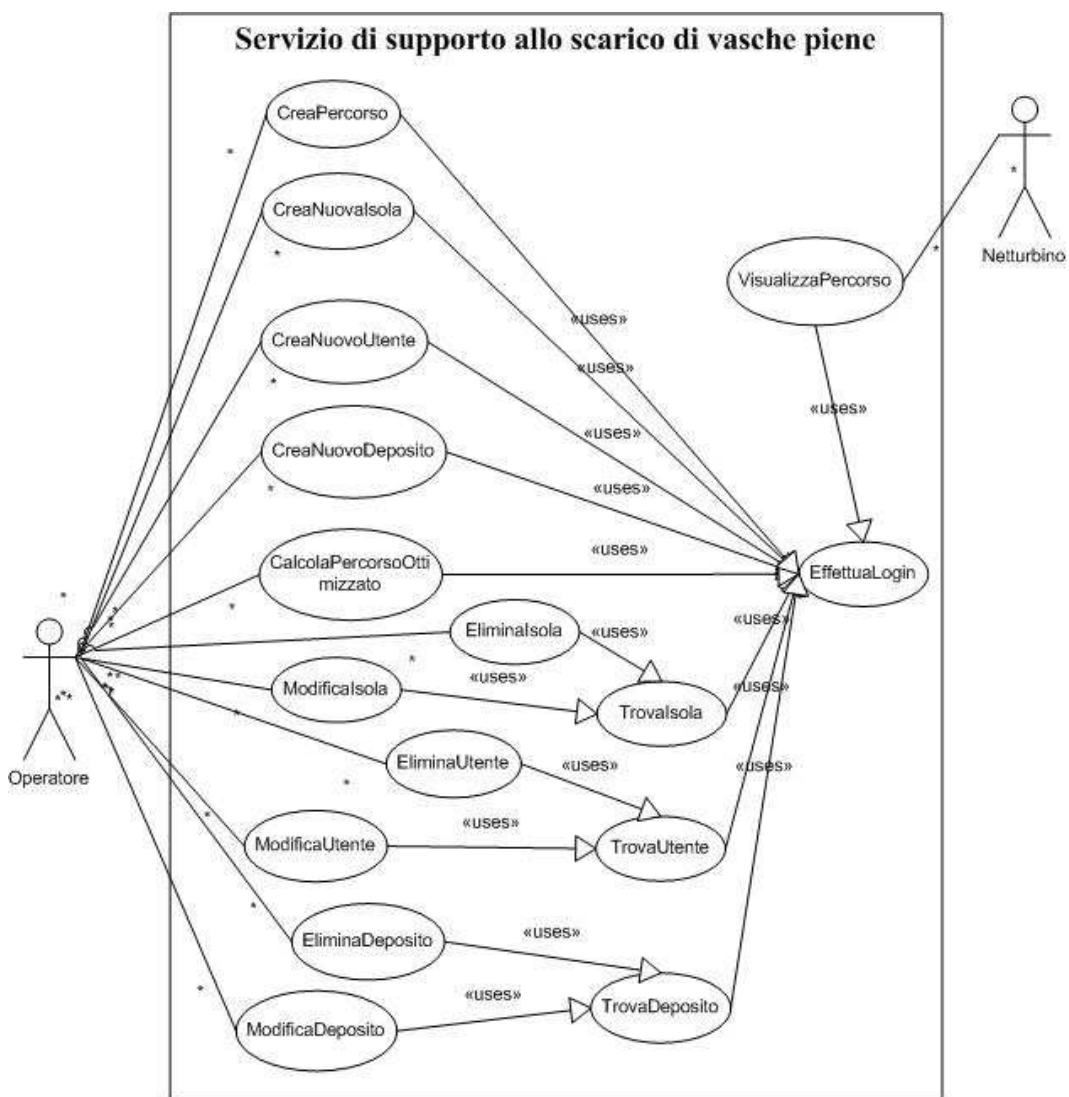 Servizio di supporto allo scarico di vasche piene
CreaPercorso
*
CreaNuovaIsola
*
*
Netturbino
*
VisualizzaPercorso
«uses»
CreaNuovoUtente
«uses»
*
«uses»
«uses»
CreaNuovoDeposito
«uses»
*
CalcolaPercorsoOtti
mizzato
«uses»
EffettuaLogin
*
*
*
*
EliminaIsola
«uses»
«uses»
*
ModificaIsola
«uses»
**
**
***
TrovaIsola
«uses»
*
Operatore
EliminaUtente
«uses»
«uses»
*
*
ModificaUtente
«uses»
TrovaUtente
*
EliminaDeposito
«uses»
*
ModificaDeposito
«uses»
TrovaDeposito